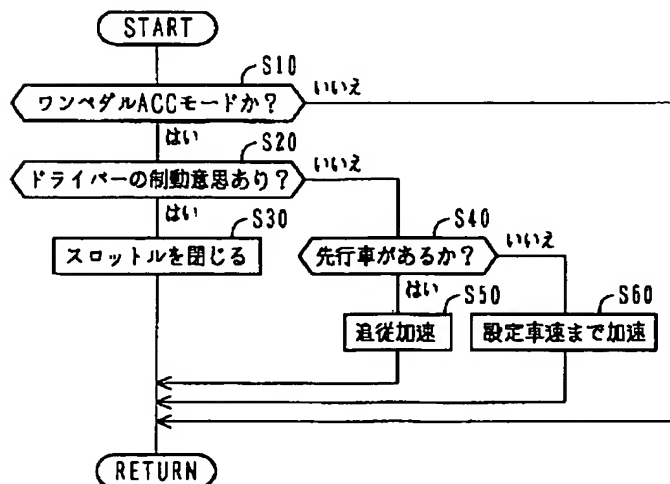 START
S10
ワンペダルACCモードか?
いいえ
はい
S20
ドライバーの制動意思あり?
いいえ
はい
S30
スロットルを閉じる
S40
先行車があるか?
いいえ
はい
S50
追従加速
S60
設定車速まで加速
RETURN